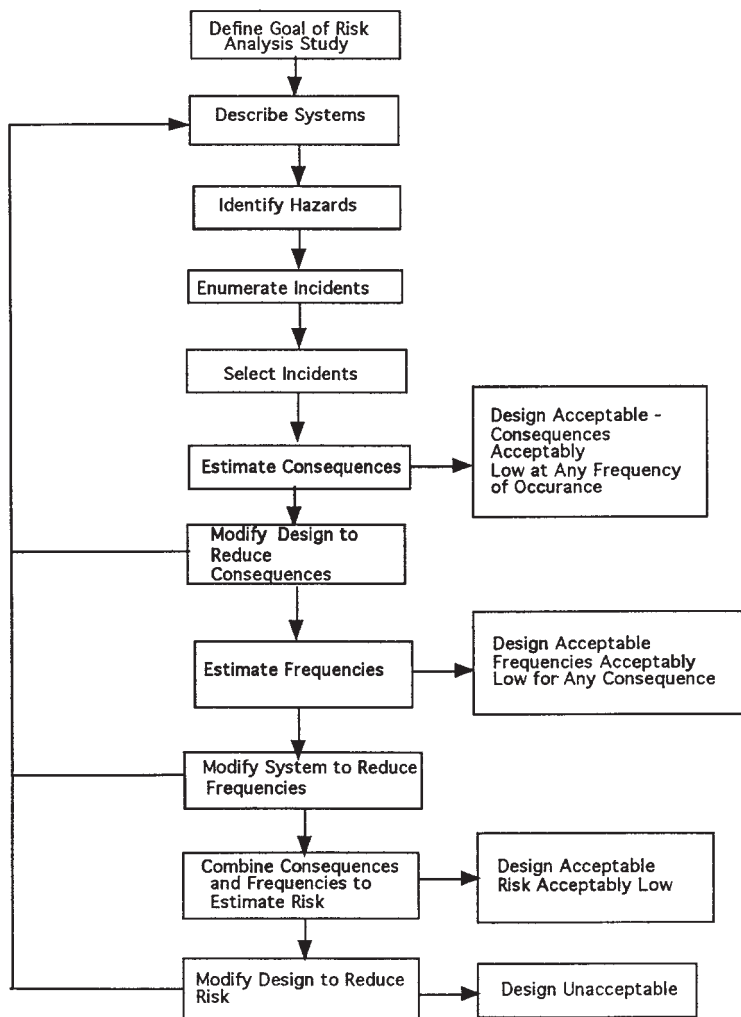 Define Goal of Risk
Analysis Study
Describe Systems
Identify Hazards
Enumerate Incidents
Select Incidents
Estimate Consequences
Design Acceptable -
Consequences
Acceptably
Low at Any Frequency
of Occurance
Modify Design to
Reduce
Consequences
Estimate Frequencies
Design Acceptable
Frequencies Acceptably
Low for Any Consequence
Modify System to Reduce
Frequencies
Combine Consequences
and Frequencies to
Estimate Risk
Design Acceptable
Risk Acceptably Low
Modify Design to Reduce
Risk
Design Unacceptable